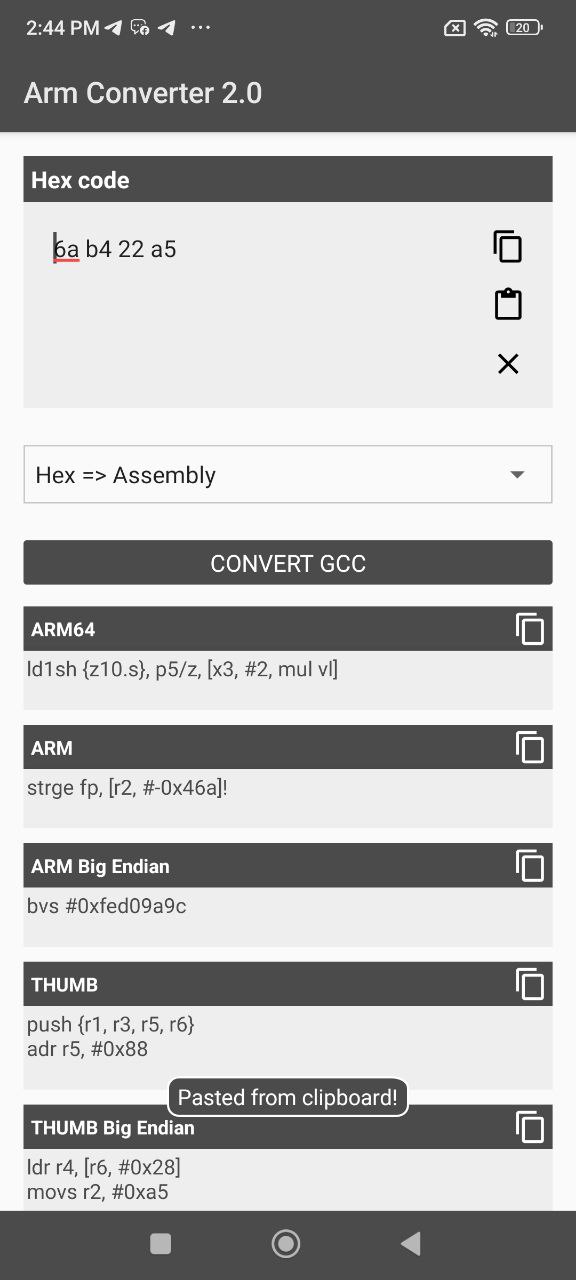 2:44 PM ...
20
Arm Converter 2.0
Hex code
6a b4 22 a5
Hex => Assembly
CONVERT GCC
ARM64
ld1sh {z10.s}, p5/z, [x3, #2, mul vl]
ARM
strge fp, [r2, #-0x46a]!
ARM Big Endian
bvs #0xfed09a9c
THUMB
push {r1, r3, r5, r6}
adr r5, #0x88
Pasted from clipboard!
THUMB Big Endian
ldr r4, [r6, #0x28]
movs r2, #0xa5